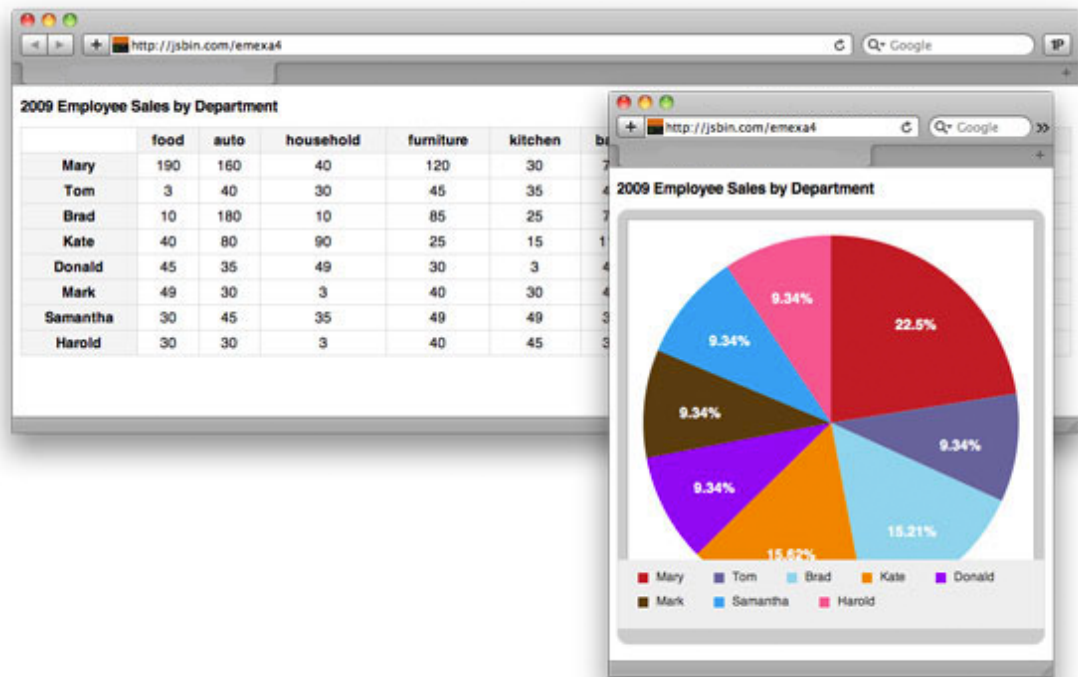 http://jsbin.com/emexa4
Google
2009 Employee Sales by Department
food auto household furniture kitchen
Mary 190 160 40 120 30
Tom 3 40 30 45 35
Brad 10 180 10 85 25
Kate 40 80 90 25 15
Donald 45 35 49 30 3
Mark 49 30 3 40 30
Samantha 30 45 35 49 49
Harold 30 30 3 40 45
http://jsbin.com/emexa4
Google
2009 Employee Sales by Department
9.34%
22.5%
9.34%
9.34%
9.34%
9.34%
15.21%
15.62%
Mary Tom Brad Kate Donald
Mark Samantha Harold